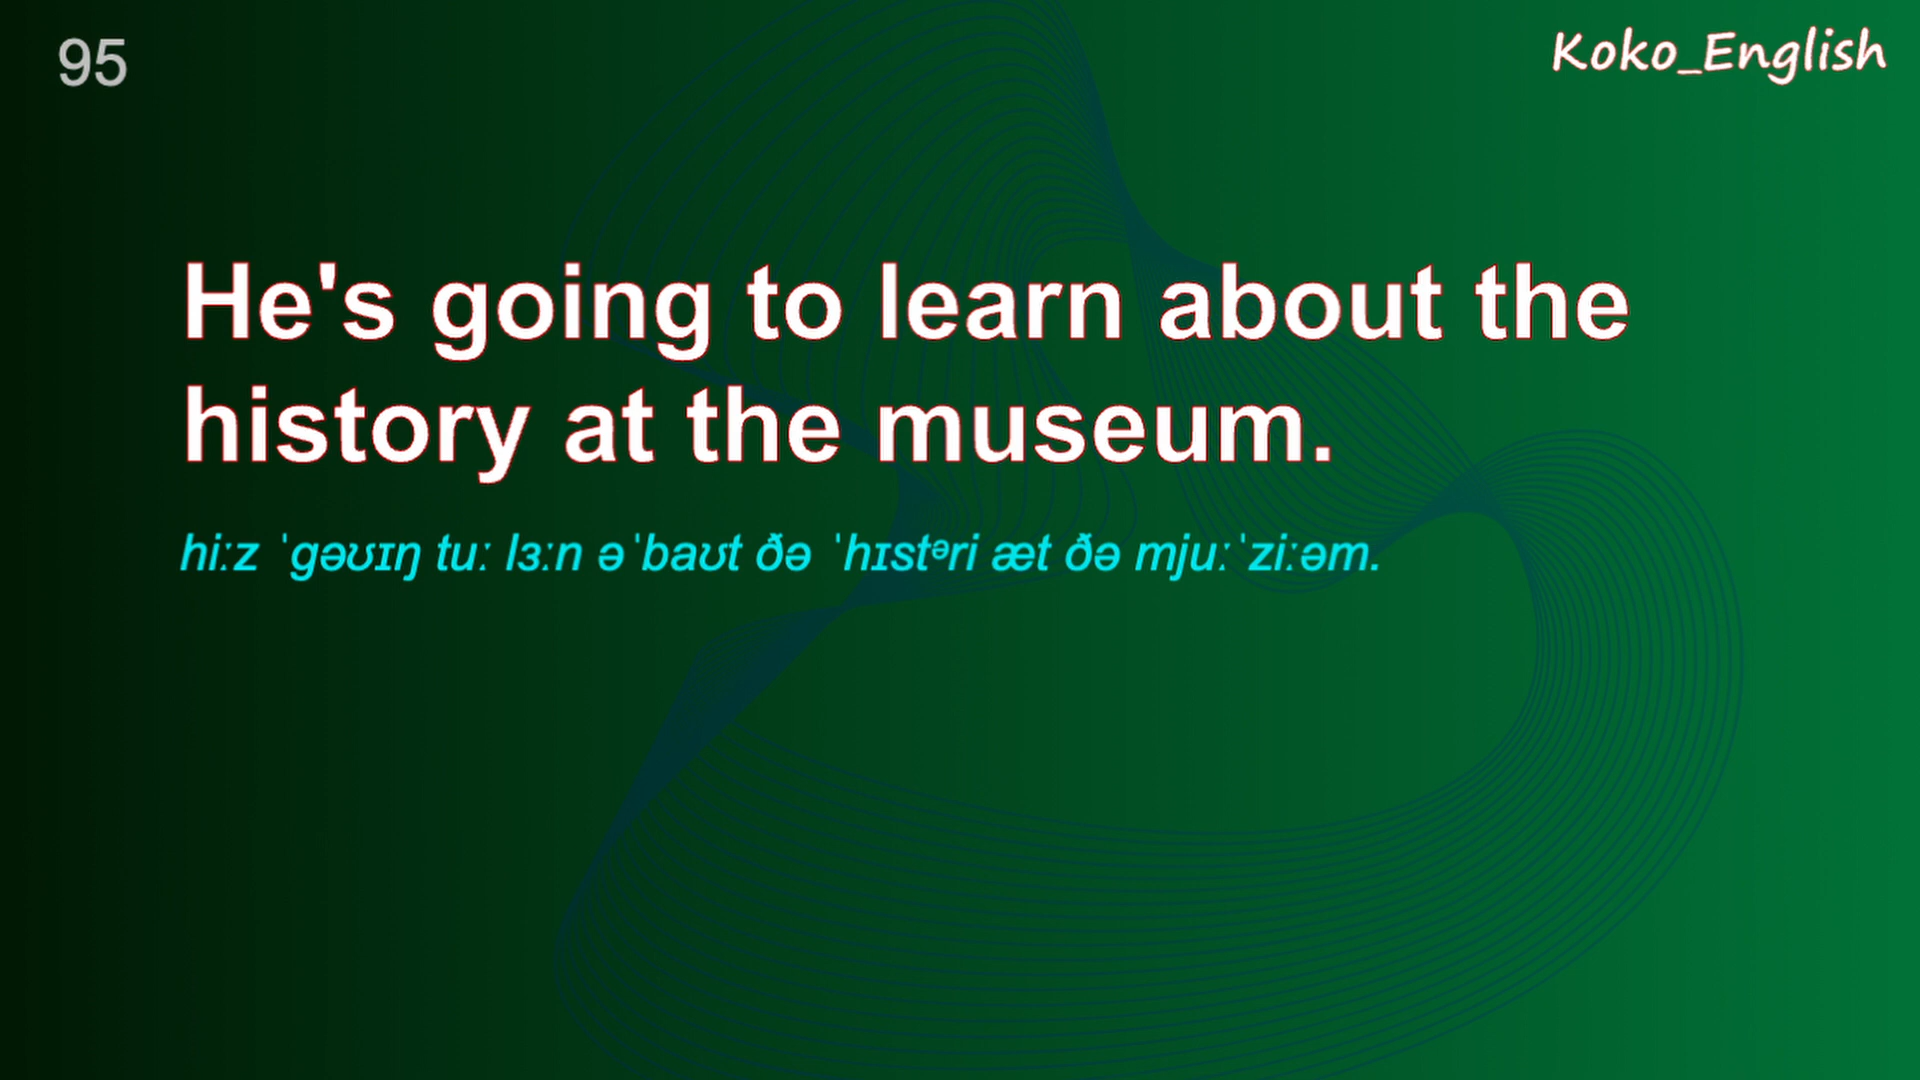 95
Koko_English
He's going to learn about the
history at the museum.
hiːz ˈɡəʊɪŋ tuː lɜːn əˈbaʊt ðə ˈhɪstᵊri æt ðə mjuːˈziːəm.